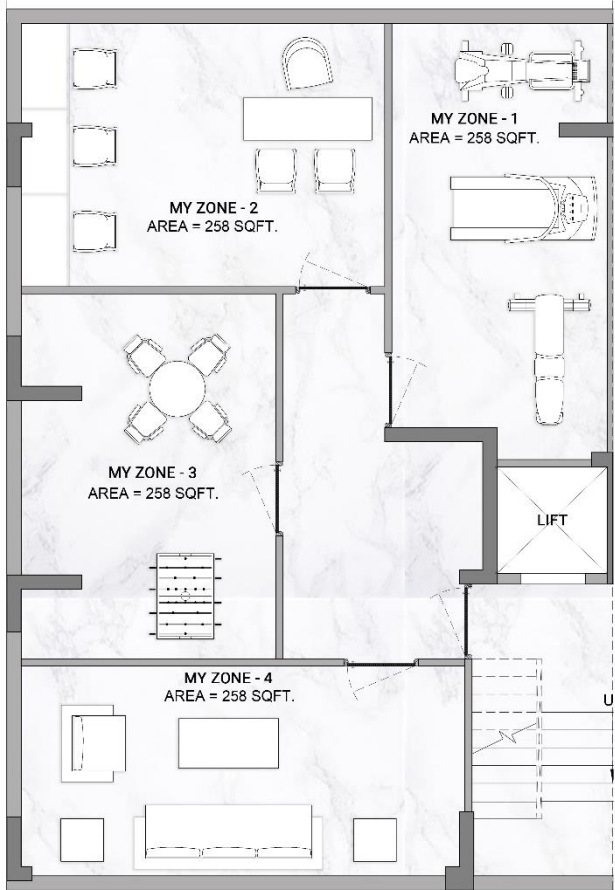 MY ZONE - 1
AREA = 258 SQFT.
MY ZONE - 2
AREA = 258 SQFT.
MY ZONE - 3
AREA = 258 SQFT.
LIFT
MY ZONE - 4
AREA = 258 SQFT.
U